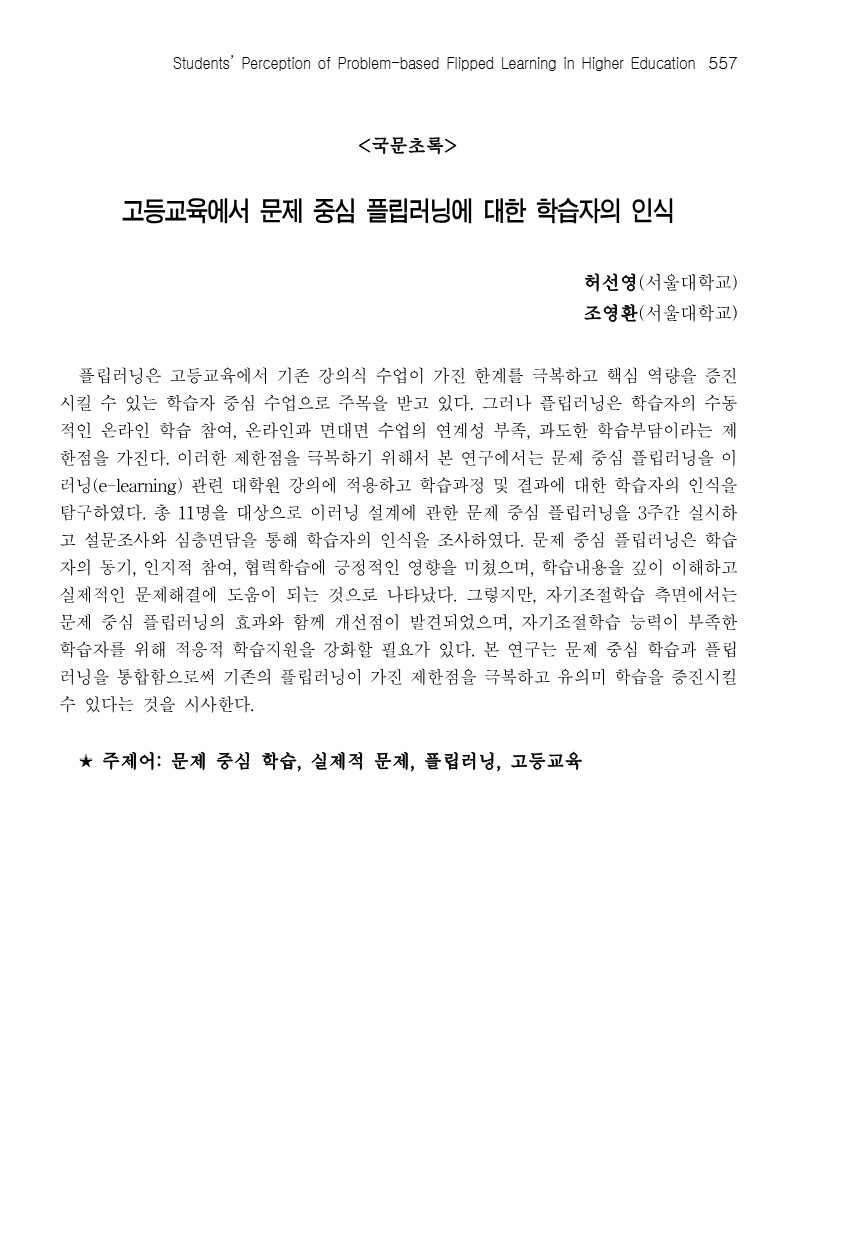 Students' Perception of Problem-based Flipped Learning in Higher Education 557
<국문초록>
고등교육에서 문제 중심 플립러닝에 대한 학습자의 인식
허선영(서울대학교)
조영환(서울대학교)
플립러닝은 고등교육에서 기존 강의식 수업이 가진 한계를 극복하고 핵심 역량을 증진
시킬 수 있는 학습자 중심 수업으로 주목을 받고 있다. 그러나 플립러닝은 학습자의 수동
적인 온라인 학습 참여, 온라인과 면대면 수업의 연계성 부족, 과도한 학습부담이라는 제
한점을 가진다. 이러한 제한점을 극복하기 위해서 본 연구에서는 문제 중심 플립러닝을 이
러닝(e-learning) 관련 대학원 강의에 적용하고 학습과정 및 결과에 대한 학습자의 인식을
탐구하였다. 총 11명을 대상으로 이러닝 설계에 관한 문제 중심 플립러닝을 3주간 실시하
고 설문조사와 심층면담을 통해 학습자의 인식을 조사하였다. 문제 중심 플립러닝은 학습
자의 동기, 인지적 참여, 협력학습에 긍정적인 영향을 미쳤으며, 학습내용을 깊이 이해하고
실제적인 문제해결에 도움이 되는 것으로 나타났다. 그렇지만, 자기조절학습 측면에서는
문제 중심 플립러닝의 효과와 함께 개선점이 발견되었으며, 자기조절학습 능력이 부족한
학습자를 위해 적응적 학습지원을 강화할 필요가 있다. 본 연구는 문제 중심 학습과 플립
러닝을 통합함으로써 기존의 플립러닝이 가진 제한점을 극복하고 유의미 학습을 증진시킬
수 있다는 것을 시사한다.
★ 주제어: 문제 중심 학습, 실제적 문제, 플립러닝, 고등교육